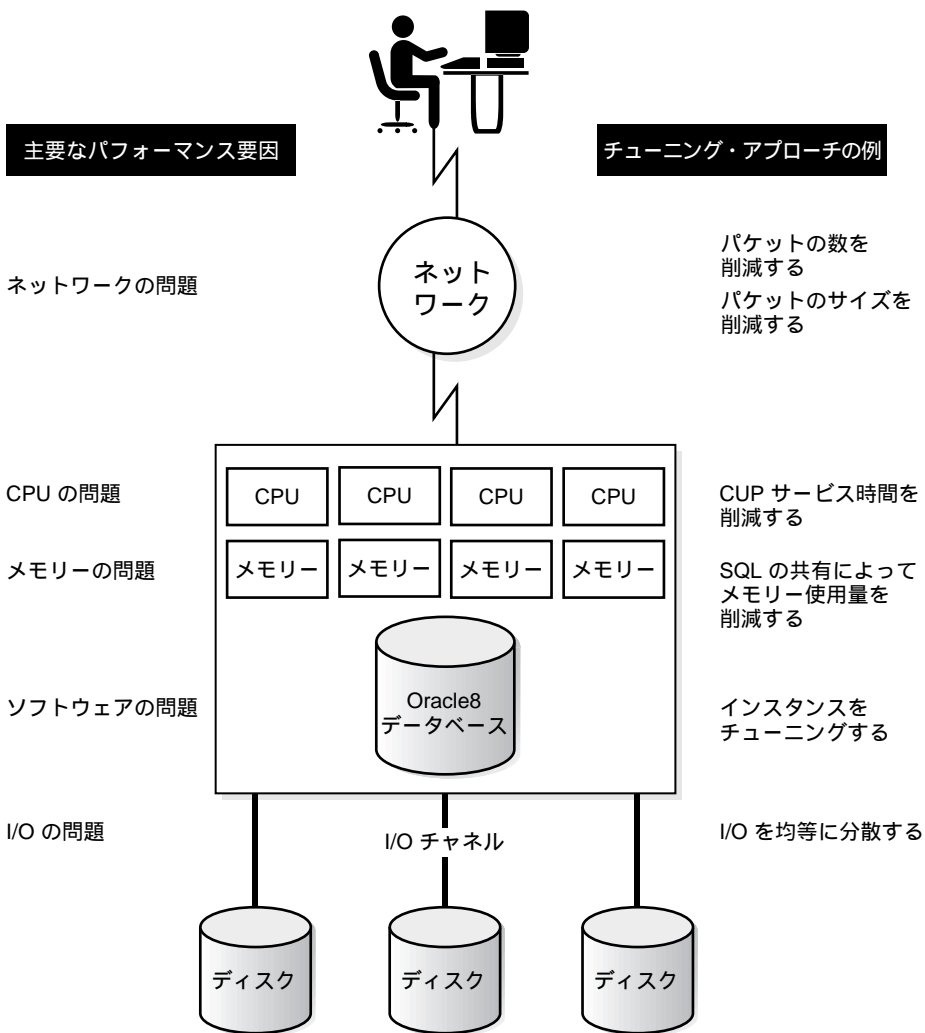 主要なパフォーマンス要因
チューニング・アプローチの例
ネットワークの問題
ネット
ワーク
パケットの数を
削減する
パケットのサイズを
削減する
CPU の問題
CPU
CPU
CPU
CPU
CUP サービス時間を
削減する
メモリーの問題
メモリー
メモリー
メモリー
メモリー
SQL の共有によって
メモリー使用量を
削減する
ソフトウェアの問題
Oracle8
データベース
インスタンスを
チューニングする
I/O の問題
I/O チャネル
I/O を均等に分散する
ディスク
ディスク
ディスク